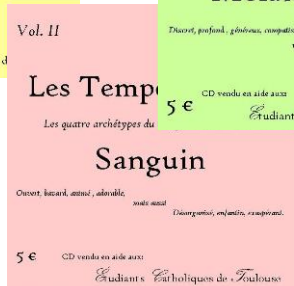 Discret, profond, généreux, compatis
CD vendu en aide aux:
5 €
Étudiant
Vol. II
Les Temp
Les quatre archétypes du
Sanguin
Ouvert, bavard, animé, adorable,
mais aussi
Désorganisé, enfantin, exaspérant.
5 € CD vendu en aide aux:
Étudiants Catholiques de Toulouse